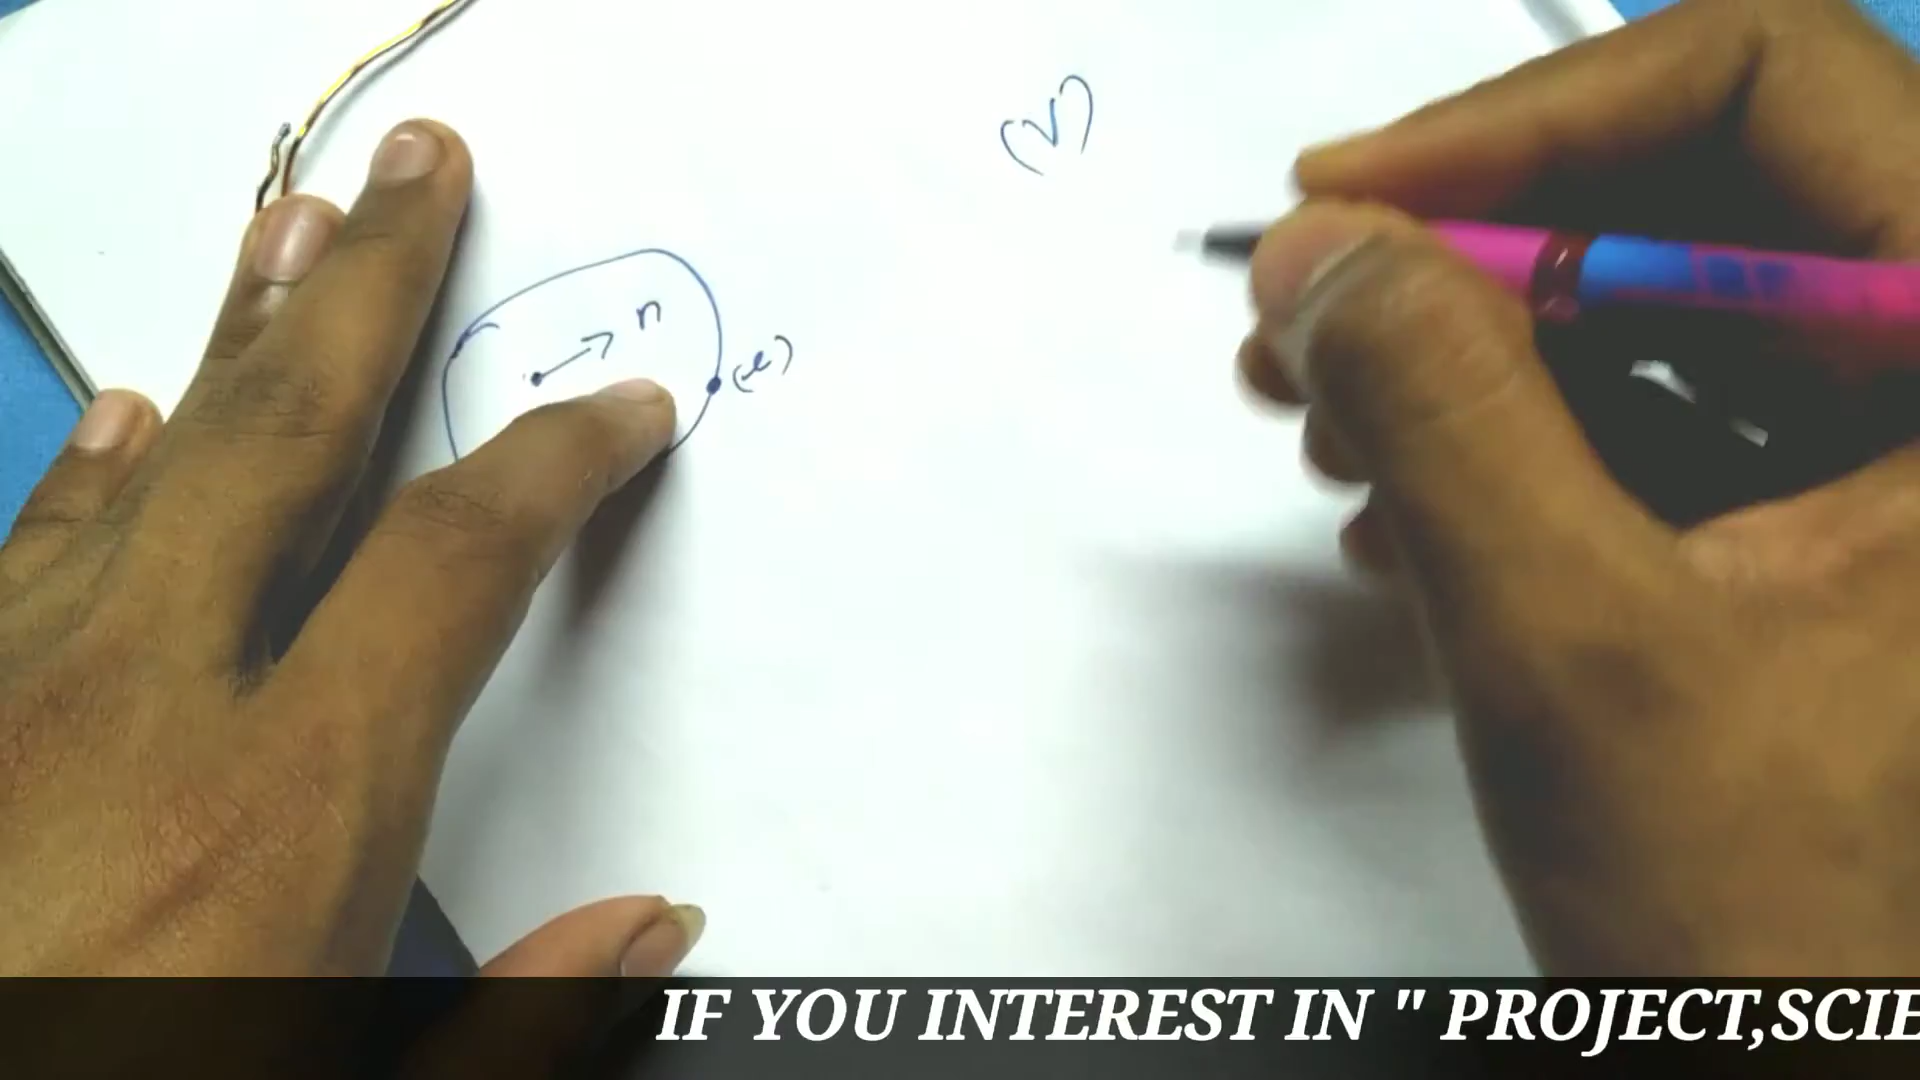 (V)
n
(-e)
IF YOU INTEREST IN " PROJECT,SCIE